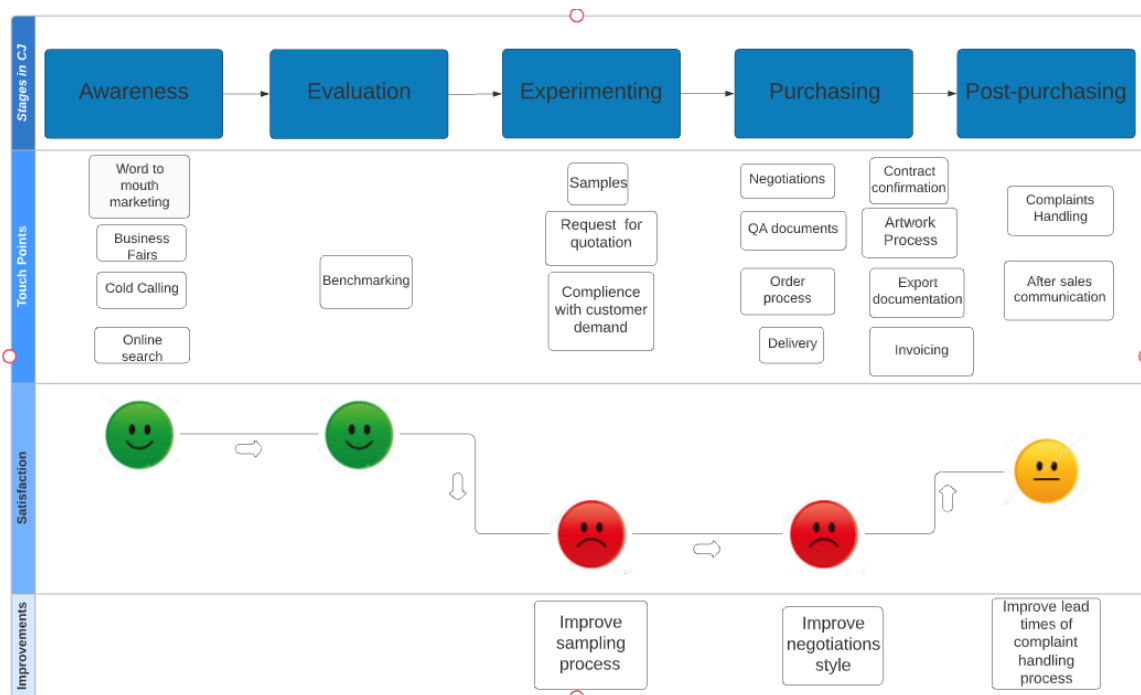 Stages in CJ
Awareness
Evaluation
Experimenting
Purchasing
Post-purchasing
Touch Points
Word to
mouth
marketing
Business
Fairs
Cold Calling
Online
search
Benchmarking
Samples
Request for
quotation
Complience
with customer
demand
Negotiations
QA documents
Order
process
Delivery
Contract
confirmation
Artwork
Process
Export
documentation
Invoicing
Complaints
Handling
After sales
communication
Satisfaction
Improvements
Improve
sampling
process
Improve
negotiations
style
Improve lead
times of
complaint
handling
process